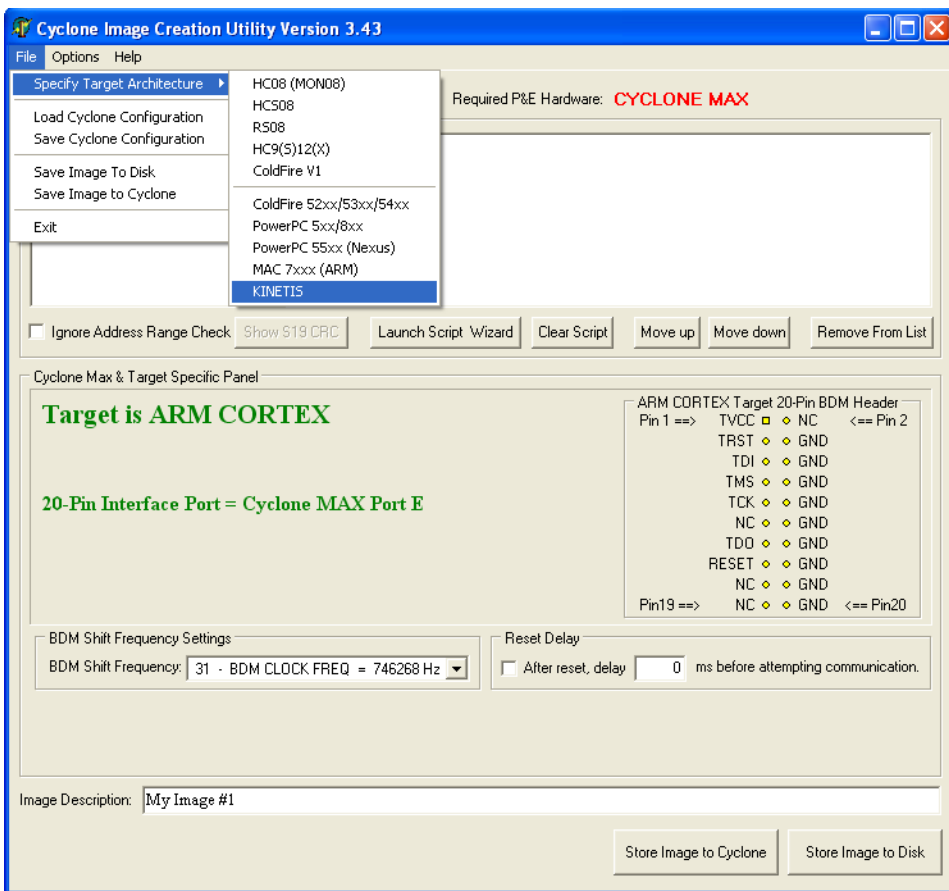 Cyclone Image Creation Utility Version 3.43
File Options Help
Specify Target Architecture
Load Cyclone Configuration
Save Cyclone Configuration
Save Image To Disk
Save Image to Cyclone
Exit
HC08 (MON08)
HCS08
RS08
HC9(S)12(X)
ColdFire V1
ColdFire 52xx/53xx/54xx
PowerPC 5xx/8xx
PowerPC 55xx (Nexus)
MAC 7xxx (ARM)
KINETIS
Required P&E Hardware: CYCLONE MAX
Ignore Address Range Check Show S19 CRC Launch Script Wizard Clear Script Move up Move down Remove From List
Cyclone Max & Target Specific Panel
Target is ARM CORTEX
20-Pin Interface Port = Cyclone MAX Port E
ARM CORTEX Target 20-Pin BDM Header
Pin 1 ==> TVCC NC <== Pin 2
TRST GND
TDI GND
TMS GND
TCK GND
NC GND
TDO GND
RESET GND
NC GND
Pin19 ==> NC GND <== Pin20
BDM Shift Frequency Settings
BDM Shift Frequency: 31 - BDM CLOCK FREQ = 746268 Hz
Reset Delay
After reset, delay 0 ms before attempting communication.
Image Description: My Image #1
Store Image to Cyclone Store Image to Disk